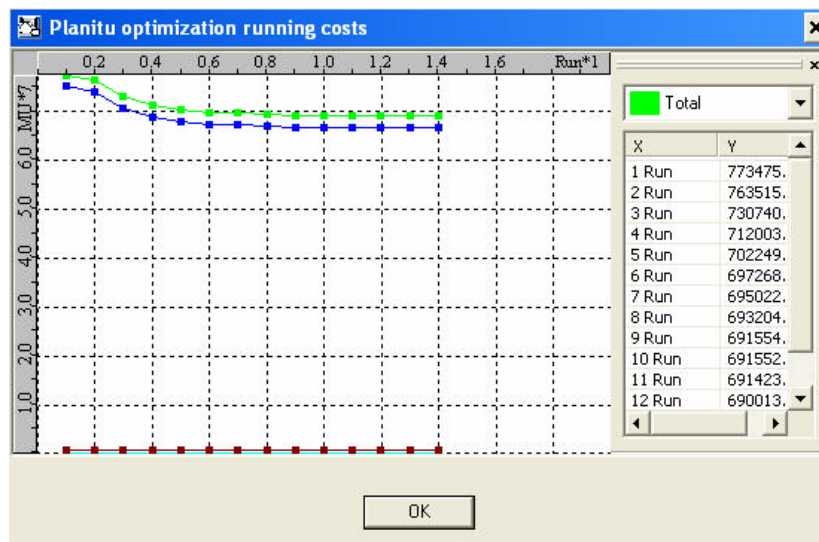 Planitu optimization running costs
0.2 0.4 0.6 0.8 1.0 1.2 1.4 1.6 Run*1
MU*7
6.0
5.0
4.0
3.0
2.0
1.0
Total
X Y
1 Run 773475.
2 Run 763515.
3 Run 730740.
4 Run 712003.
5 Run 702249.
6 Run 697268.
7 Run 695022.
8 Run 693204.
9 Run 691554.
10 Run 691552.
11 Run 691423.
12 Run 690013.
OK